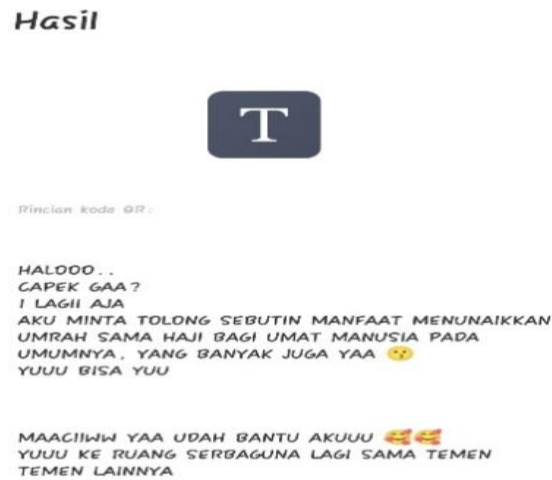 Hasil
T
Rincian kode QR:
HALOOO..
CAPEK GAA?
1 LAGII AJA
AKU MINTA TOLONG SEBUTIN MANFAAT MENUNAIKKAN
UMRAH SAMA HAJI BAGI UMAT MANUSIA PADA
UMUMNYA, YANG BANYAK JUGA YAA 😗
YUUU BISA YUU
MAACIIWW YAA UDAH BANTU AKUUU 🥰🥰
YUUU KE RUANG SERBAGUNA LAGI SAMA TEMEN
TEMEN LAINNYA